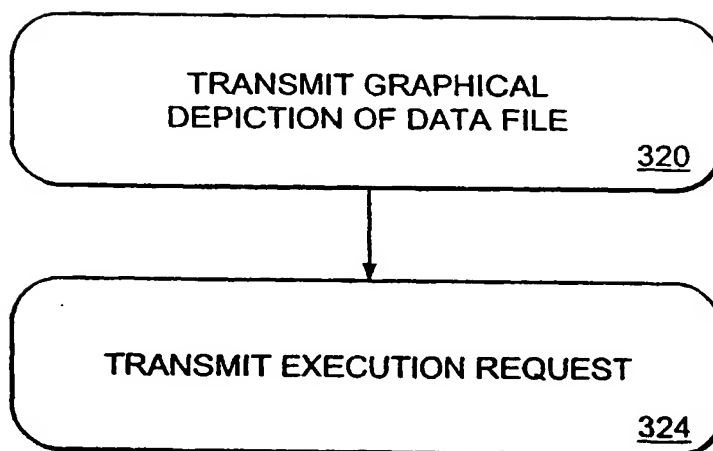 TRANSMIT GRAPHICAL
DEPICTION OF DATA FILE
320
TRANSMIT EXECUTION REQUEST
324